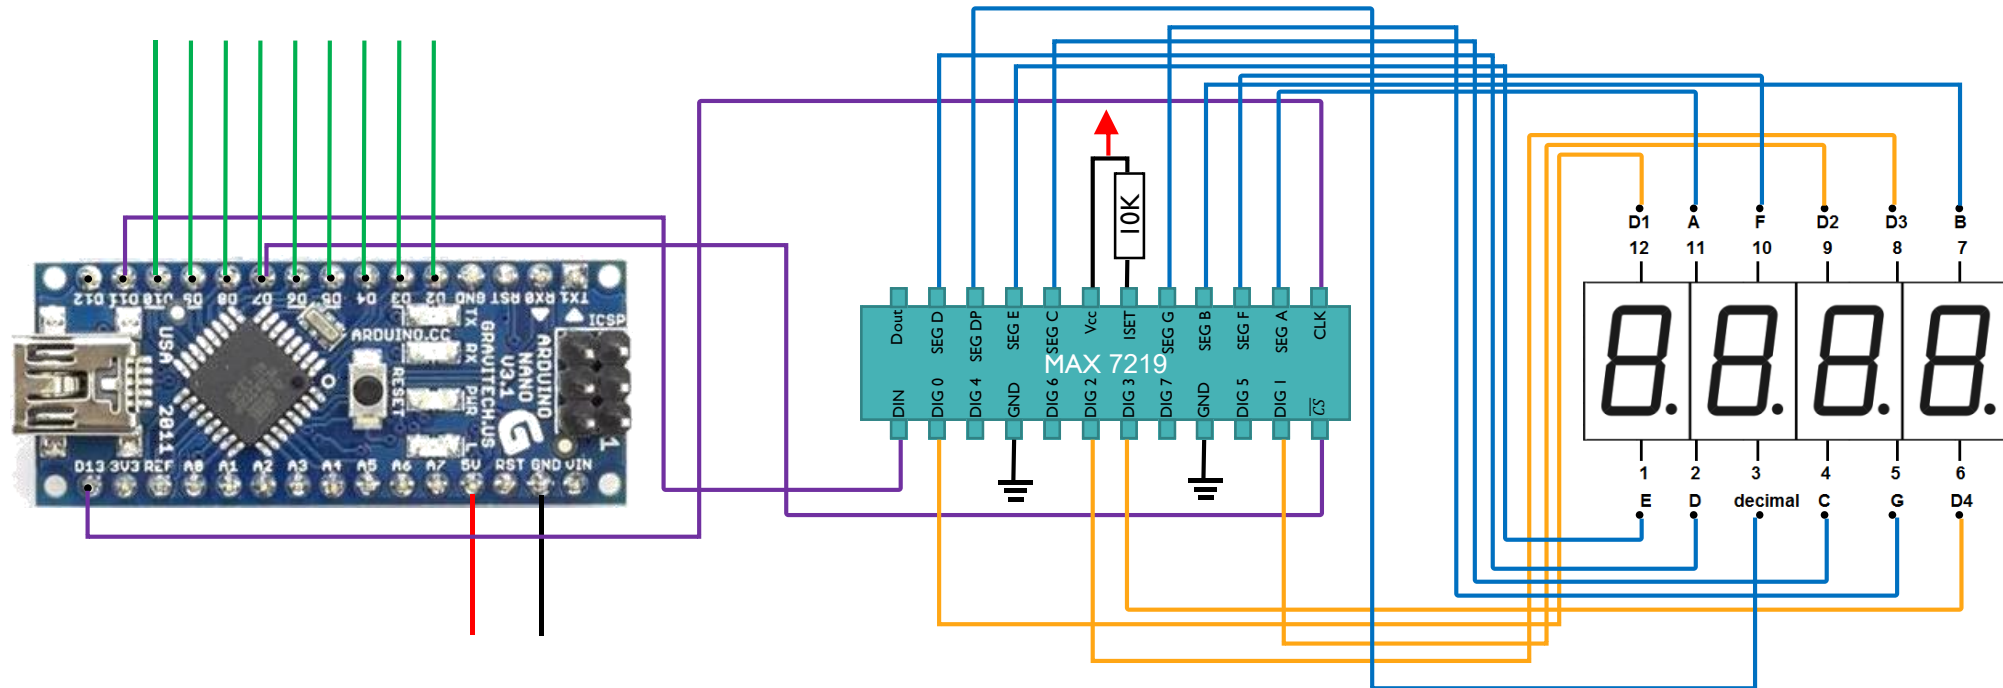 D12 D11 D10 D9 D8 D7 D6 D5 D4 D3 D2 GND RST RX0 TX1
TX
RX
PWR
L
ARDUINO.CC
RESET
USA
2011
GRAVITECH.US
ARDUINO
NANO
V3.1
ICSP
1
D13 3V3 REF A0 A1 A2 A3 A4 A5 A6 A7 5V RST GND VIN
10K
Dout SEG D SEG DP SEG E SEG C Vcc ISET SEG G SEG B SEG F SEG A CLK
MAX 7219
DIN DIG 0 DIG 4 GND DIG 6 DIG 2 DIG 3 DIG 7 GND DIG 5 DIG 1 CS
D1 A F D2 D3 B
12 11 10 9 8 7
8. 8. 8. 8.
1 2 3 4 5 6
E D decimal C G D4